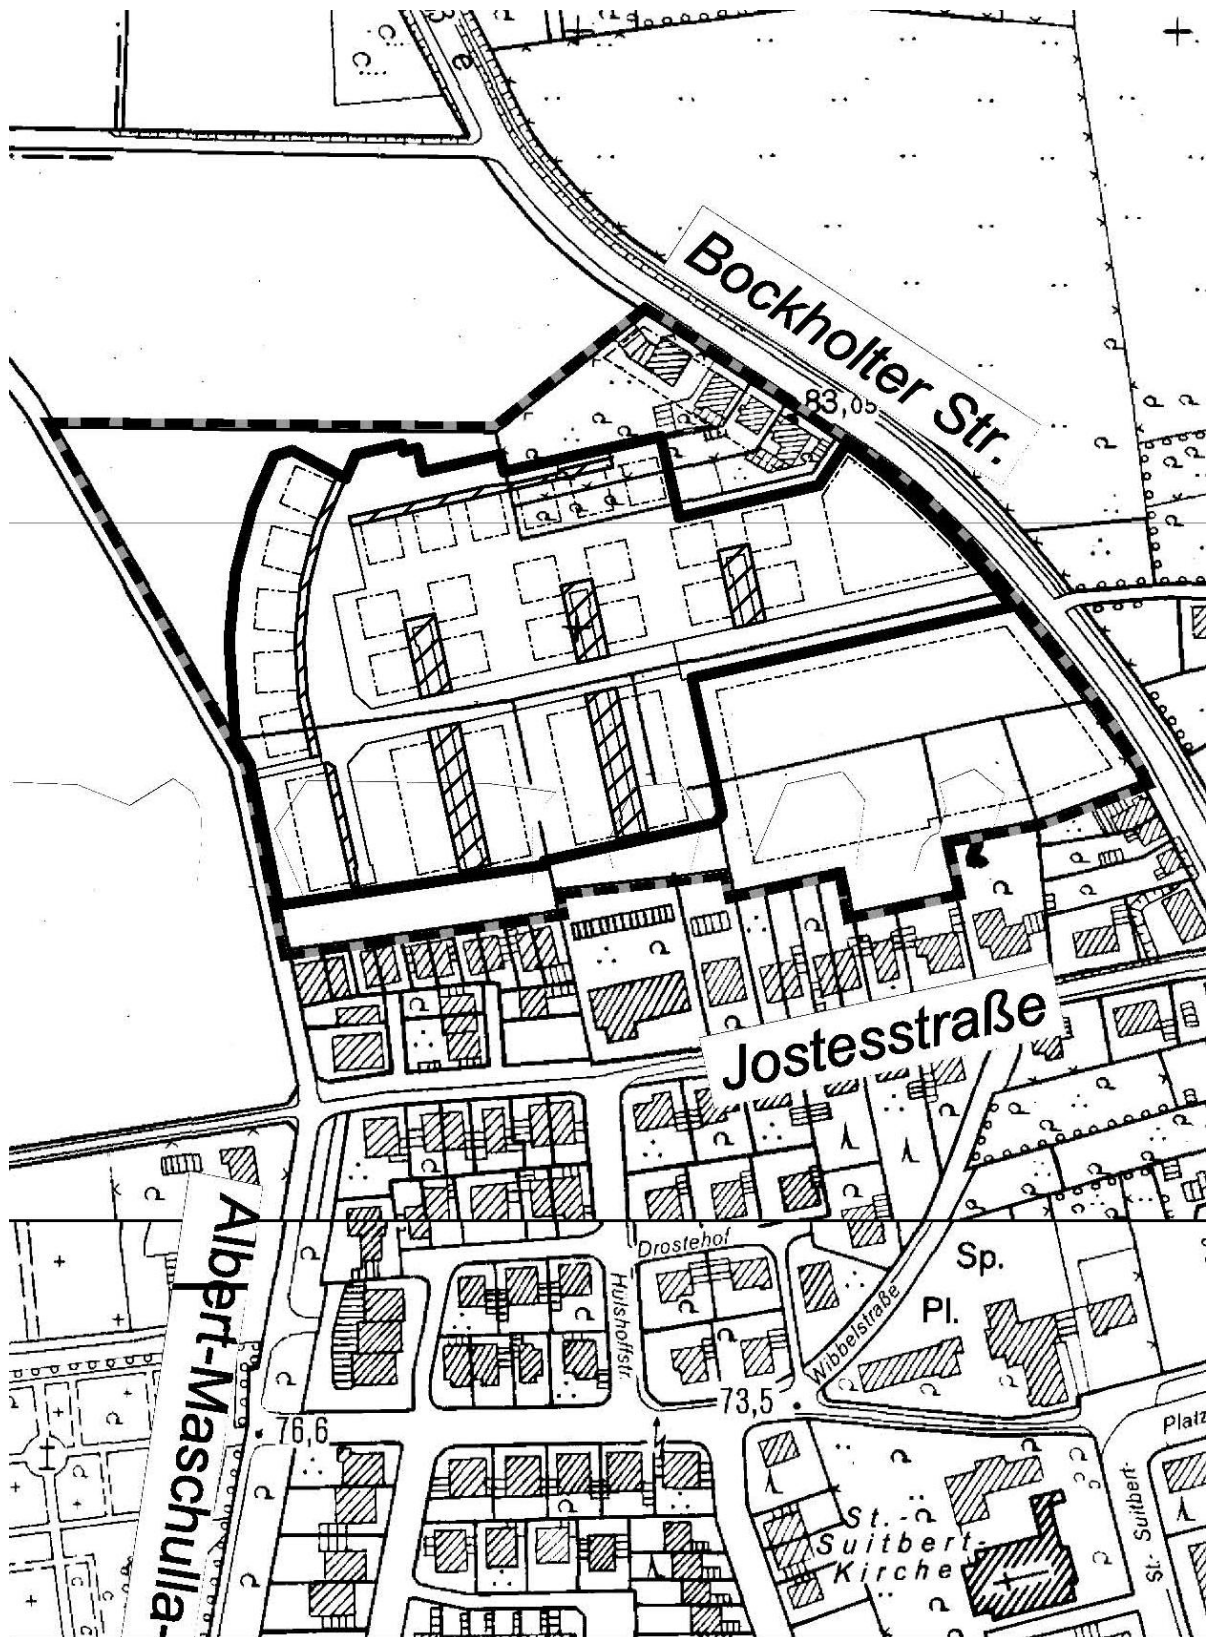 Bockholter Str.
83,05
Jostesstraße
Albert-Maschulla-
Drostehof
Hülshoffstr.
Wibbelstraße
Sp.
Pl.
73,5
76,6
Platz
St.-
Suitbert-
Kirche
St.- Suitbert-